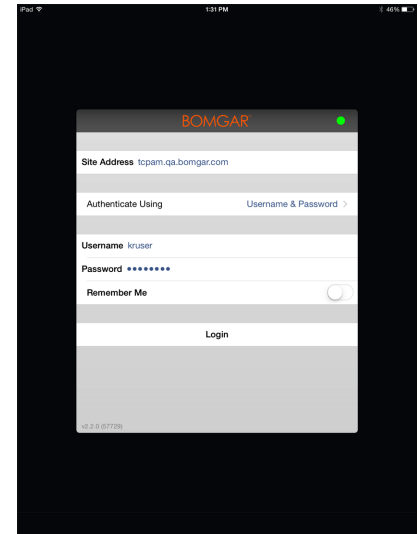 iPad 1:31 PM 46%
BOMGAR
Site Address tcpam.qa.bomgar.com
Authenticate Using Username & Password >
Username kruser
Password ●●●●●●●●
Remember Me
Login
v2.2.0 (57729)